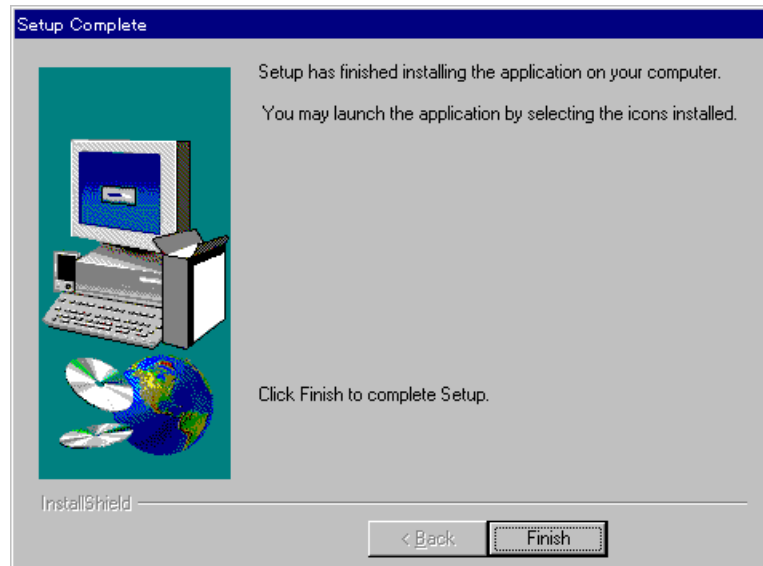 Setup Complete
Setup has finished installing the application on your computer.
You may launch the application by selecting the icons installed.
Click Finish to complete Setup.
InstallShield
< Back
Finish